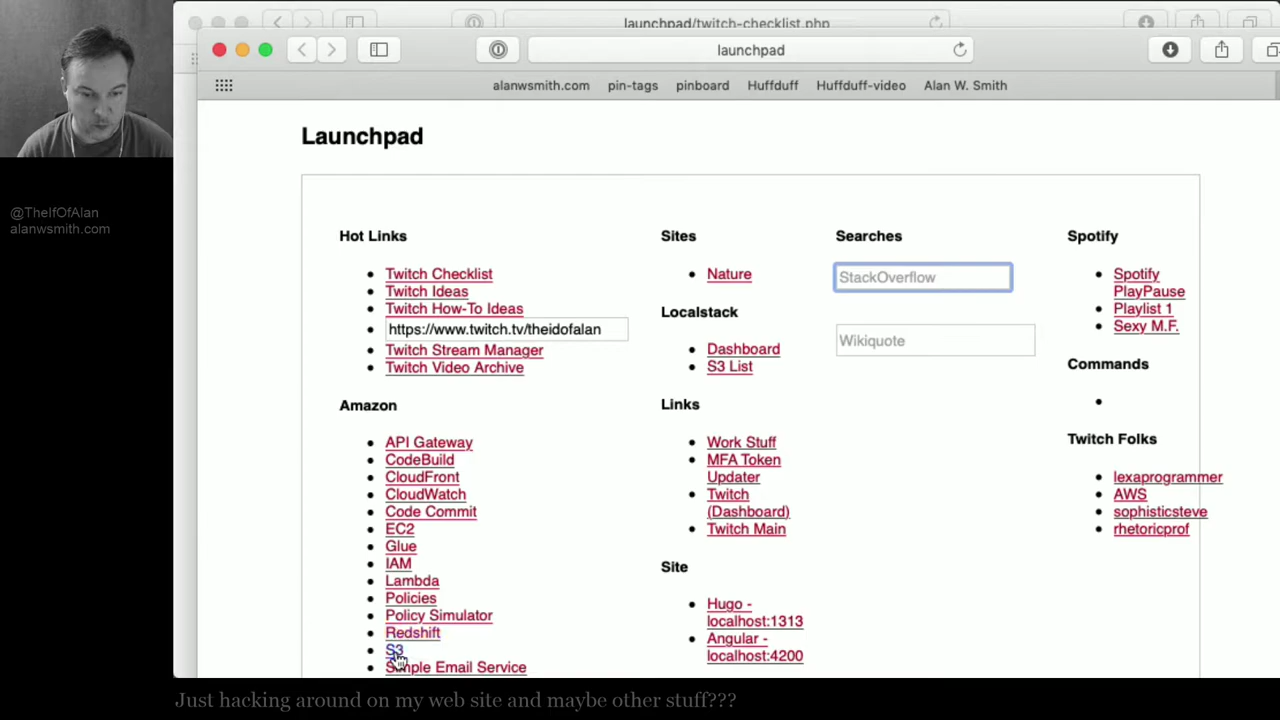 launchpad/twitch-checklist.php
launchpad
alanwsmith.com
pin-tags
pinboard
Huffduff
Huffduff-video
Alan W. Smith
@TheIfOfAlan
alanwsmith.com
Launchpad
Hot Links
Twitch Checklist
Twitch Ideas
Twitch How-To Ideas
https://www.twitch.tv/theidofalan
Twitch Stream Manager
Twitch Video Archive
Amazon
API Gateway
CodeBuild
CloudFront
CloudWatch
Code Commit
EC2
Glue
IAM
Lambda
Policies
Policy Simulator
Redshift
S3
Simple Email Service
Sites
Nature
Localstack
Dashboard
S3 List
Links
Work Stuff
MFA Token
Updater
Twitch
(Dashboard)
Twitch Main
Site
Hugo -
localhost:1313
Angular -
localhost:4200
Searches
StackOverflow
Wikiquote
Spotify
Spotify
PlayPause
Playlist 1
Sexy M.F.
Commands
Twitch Folks
lexaprogrammer
AWS
sophisticsteve
rhetoricprof
Just hacking around on my web site and maybe other stuff???